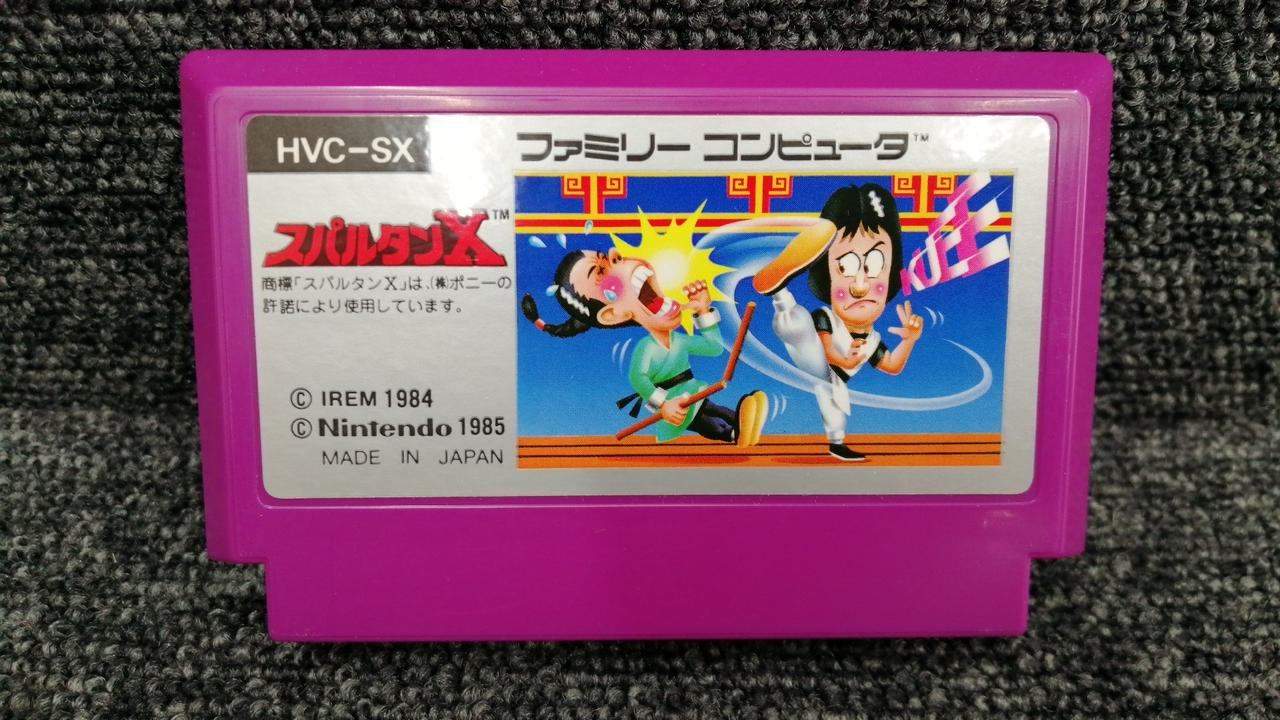 HVC-SX
ファミリー コンピュータ™
スパルタンX™
商標「スパルタンX」は、(株)ポニーの
許諾により使用しています。
© IREM 1984
© Nintendo 1985
MADE IN JAPAN